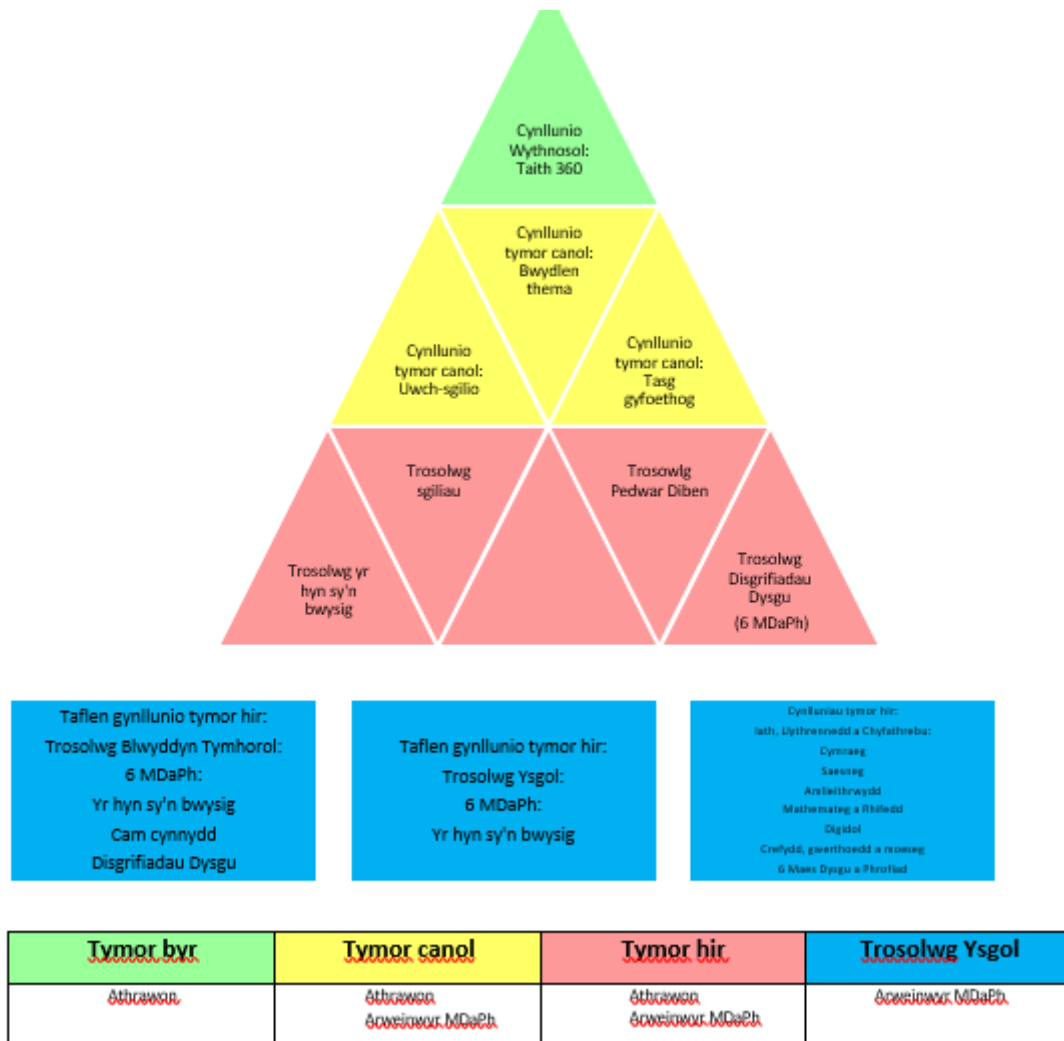 Cynllunio
Wythnosol:
Taith 360
Cynllunio
tymor canol:
Bwydlen
thema
Cynllunio
tymor canol:
Uwch-sgilio
Cynllunio
tymor canol:
Tasg
gyfoethog
Trosolwg
sgiliau
Trosowlg
Pedwar Diben
Trosolwg yr
hyn sy'n
bwysig
Trosolwg
Disgrifiadau
Dysgu
(6 MDaPh)
Taflen gynllunio tymor hir:
Trosolwg Blwyddyn Tymhorol:
6 MDaPh:
Yr hyn sy'n bwysig
Cam cynnydd
Disgrifiadau Dysgu
Taflen gynllunio tymor hir:
Trosolwg Ysgol:
6 MDaPh:
Yr hyn sy'n bwysig
Cynlluniau tymor hir:
Iaith, Llythrennedd a Chyfathrebu:
Cymraeg
Saesneg
Amlieithrwydd
Mathemateg a Rhifedd
Digidol
Crefydd, gwerthoedd a moeseg
6 Maes Dysgu a Phrofiad
Tymor byr
Tymor canol
Tymor hir
Trosolwg Ysgol
Athrawon
Athrawon
Arweinwyr MDaPh
Athrawon
Arweinwyr MDaPh
Arweinwyr MDaPh